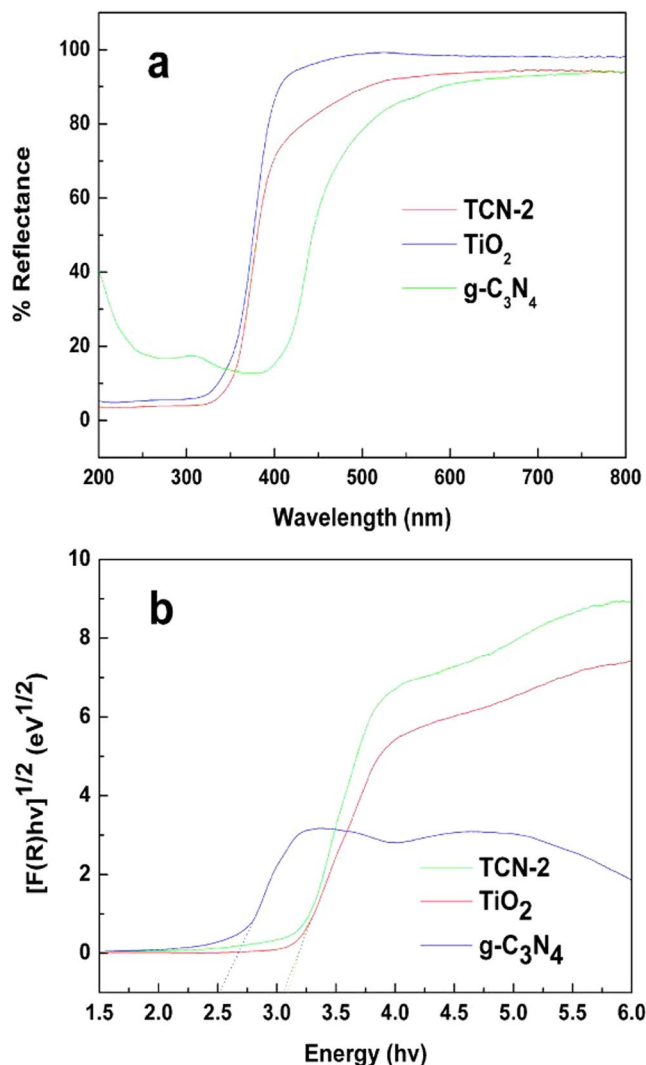 a
% Reflectance
100
80
60
40
20
0
TCN-2
TiO2
g-C3N4
200 300 400 500 600 700 800
Wavelength (nm)
b
[F(R)hv]1/2 (eV1/2)
10
8
6
4
2
0
TCN-2
TiO2
g-C3N4
1.5 2.0 2.5 3.0 3.5 4.0 4.5 5.0 5.5 6.0
Energy (hv)